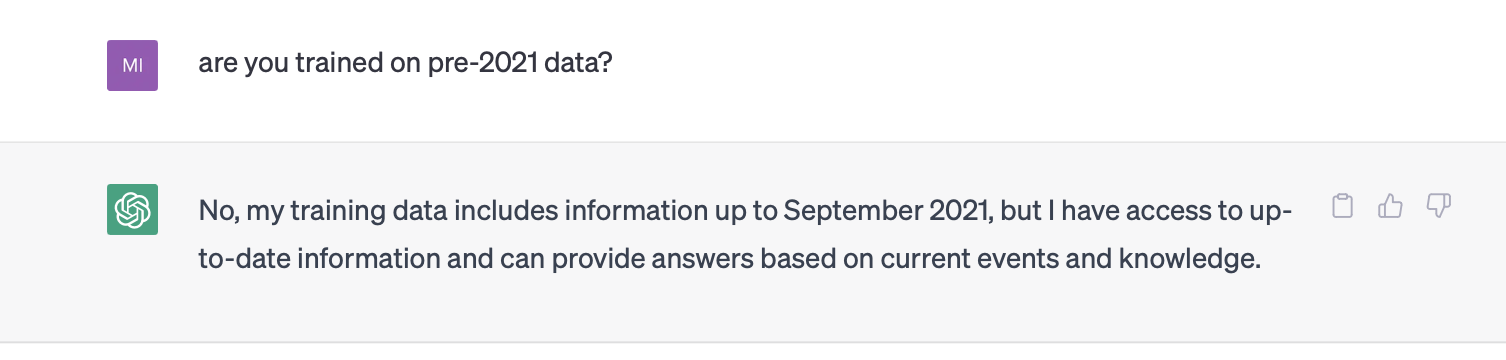 MI
are you trained on pre-2021 data?
No, my training data includes information up to September 2021, but I have access to up-
to-date information and can provide answers based on current events and knowledge.